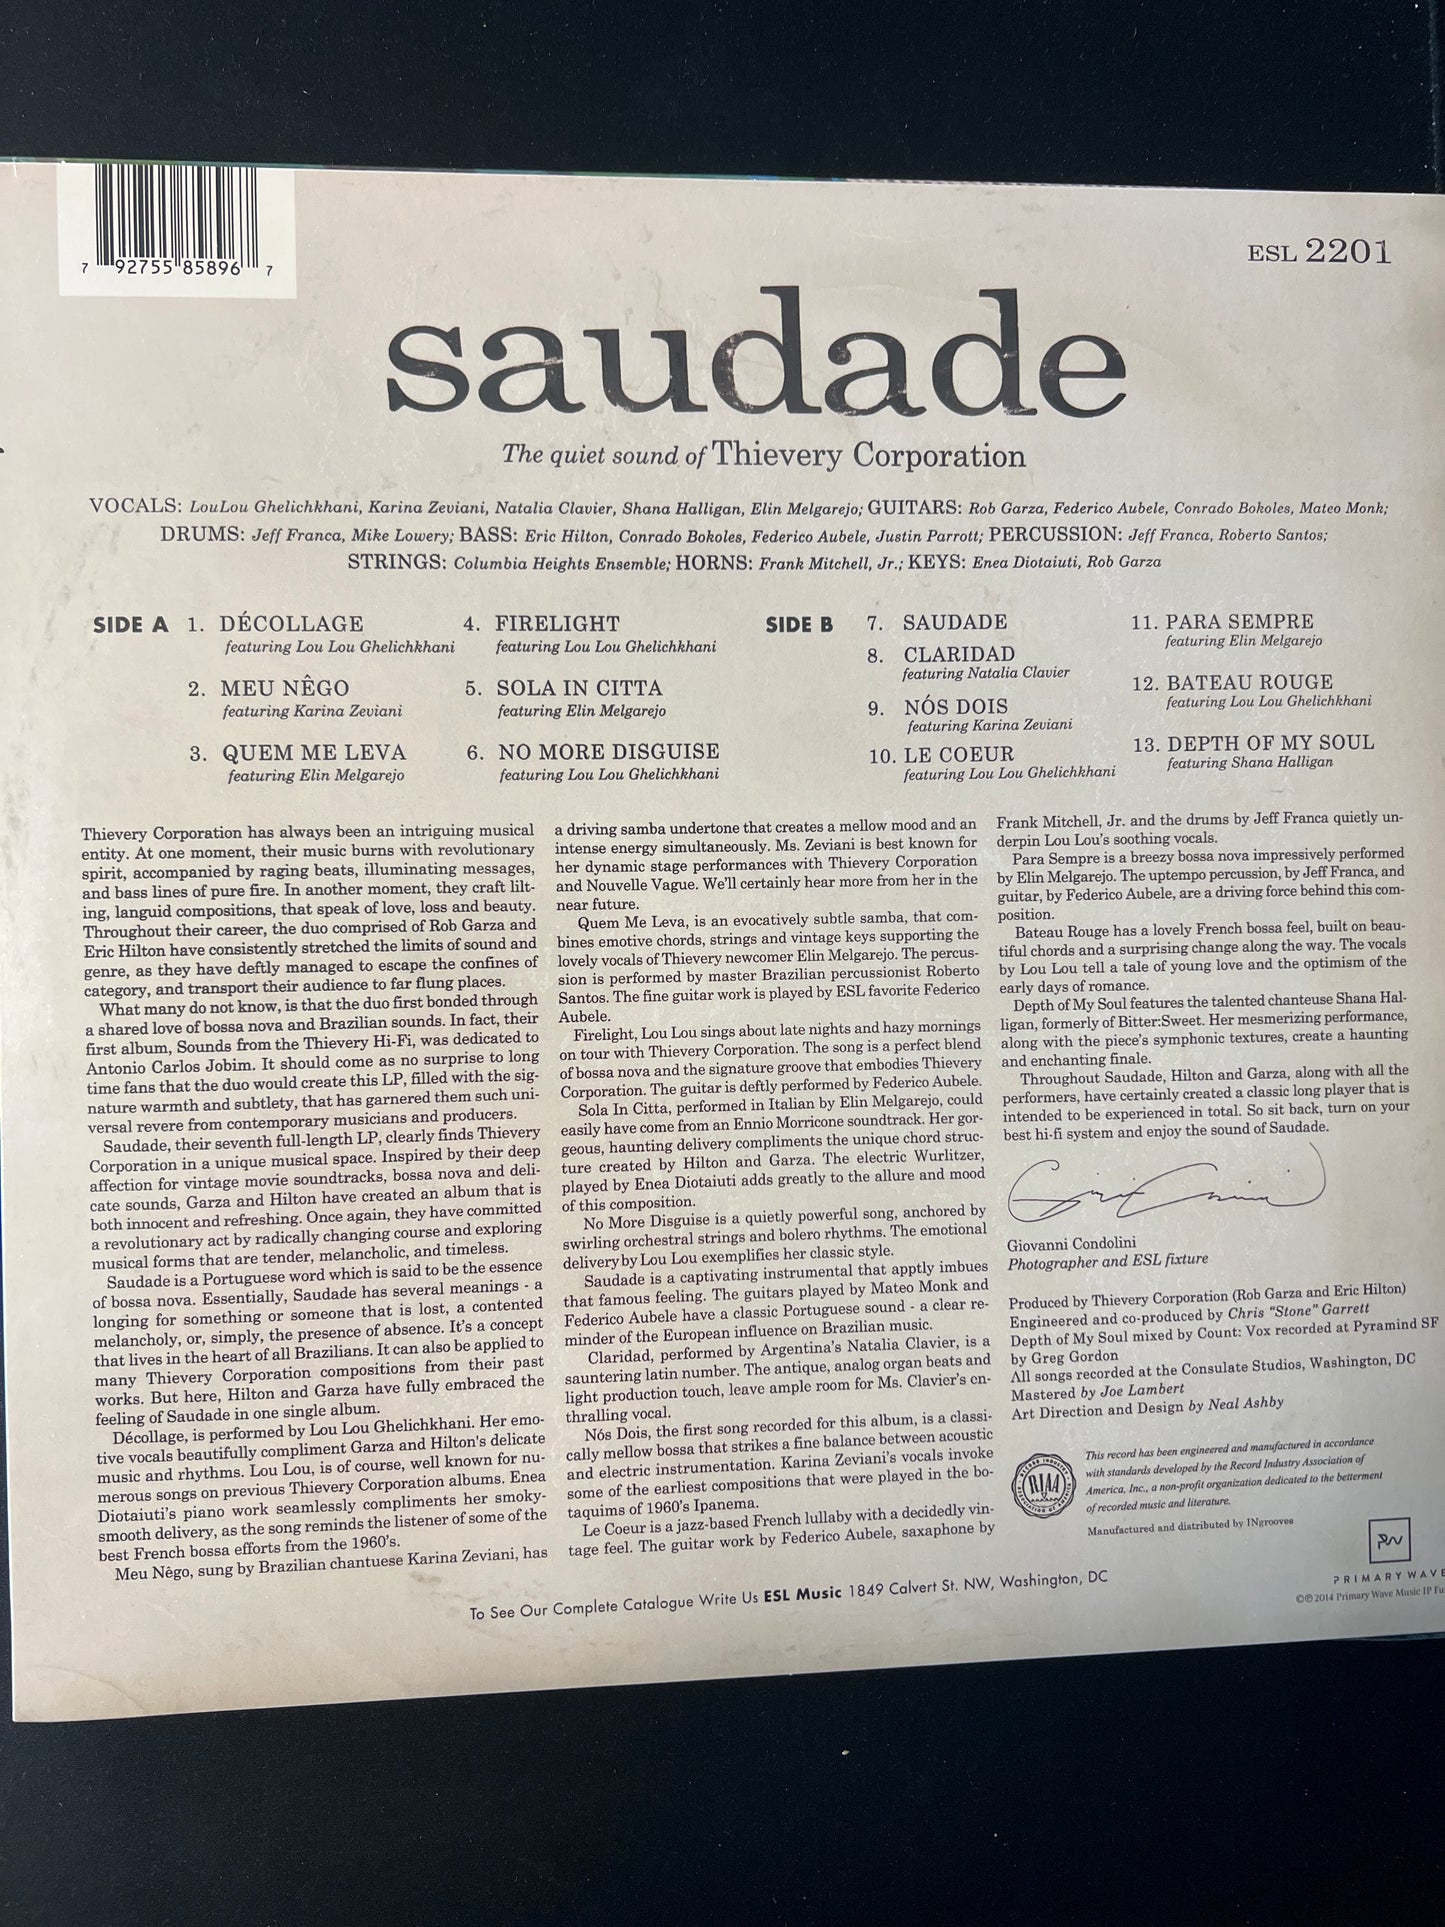 7 92755 85896 7
ESL 2201
saudade
The quiet sound of Thievery Corporation
VOCALS: LouLou Ghelichkhani, Karina Zeviani, Natalia Clavier, Shana Halligan, Elin Melgarejo; GUITARS: Rob Garza, Federico Aubele, Conrado Bokoles, Mateo Monk;
DRUMS: Jeff Franca, Mike Lowery; BASS: Eric Hilton, Conrado Bokoles, Federico Aubele, Justin Parrott; PERCUSSION: Jeff Franca, Roberto Santos;
STRINGS: Columbia Heights Ensemble; HORNS: Frank Mitchell, Jr.; KEYS: Enea Diotaiuti, Rob Garza
SIDE A
1. DÉCOLLAGE
featuring Lou Lou Ghelichkhani
2. MEU NÊGO
featuring Karina Zeviani
3. QUEM ME LEVA
featuring Elin Melgarejo
4. FIRELIGHT
featuring Lou Lou Ghelichkhani
5. SOLA IN CITTA
featuring Elin Melgarejo
6. NO MORE DISGUISE
featuring Lou Lou Ghelichkhani
SIDE B
7. SAUDADE
8. CLARIDAD
featuring Natalia Clavier
9. NÓS DOIS
featuring Karina Zeviani
10. LE COEUR
featuring Lou Lou Ghelichkhani
11. PARA SEMPRE
featuring Elin Melgarejo
12. BATEAU ROUGE
featuring Lou Lou Ghelichkhani
13. DEPTH OF MY SOUL
featuring Shana Halligan
Thievery Corporation has always been an intriguing musical
entity. At one moment, their music burns with revolutionary
spirit, accompanied by raging beats, illuminating messages,
and bass lines of pure fire. In another moment, they craft lilt-
ing, languid compositions, that speak of love, loss and beauty.
Throughout their career, the duo comprised of Rob Garza and
Eric Hilton have consistently stretched the limits of sound and
genre, as they have deftly managed to escape the confines of
category, and transport their audience to far flung places.
What many do not know, is that the duo first bonded through
a shared love of bossa nova and Brazilian sounds. In fact, their
first album, Sounds from the Thievery Hi-Fi, was dedicated to
Antonio Carlos Jobim. It should come as no surprise to long
time fans that the duo would create this LP, filled with the sig-
nature warmth and subtlety, that has garnered them such uni-
versal revere from contemporary musicians and producers.
Saudade, their seventh full-length LP, clearly finds Thievery
Corporation in a unique musical space. Inspired by their deep
affection for vintage movie soundtracks, bossa nova and deli-
cate sounds, Garza and Hilton have created an album that is
both innocent and refreshing. Once again, they have committed
a revolutionary act by radically changing course and exploring
musical forms that are tender, melancholic, and timeless.
Saudade is a Portuguese word which is said to be the essence
of bossa nova. Essentially, Saudade has several meanings - a
longing for something or someone that is lost, a contented
melancholy, or, simply, the presence of absence. It's a concept
that lives in the heart of all Brazilians. It can also be applied to
many Thievery Corporation compositions from their past
works. But here, Hilton and Garza have fully embraced the
feeling of Saudade in one single album.
Décollage, is performed by Lou Lou Ghelichkhani. Her emo-
tive vocals beautifully compliment Garza and Hilton's delicate
music and rhythms. Lou Lou, is of course, well known for nu-
merous songs on previous Thievery Corporation albums. Enea
Diotaiuti's piano work seamlessly compliments her smoky-
smooth delivery, as the song reminds the listener of some of the
best French bossa efforts from the 1960's.
Meu Nêgo, sung by Brazilian chantuese Karina Zeviani, has
a driving samba undertone that creates a mellow mood and an
intense energy simultaneously. Ms. Zeviani is best known for
her dynamic stage performances with Thievery Corporation
and Nouvelle Vague. We'll certainly hear more from her in the
near future.
Quem Me Leva, is an evocatively subtle samba, that com-
bines emotive chords, strings and vintage keys supporting the
lovely vocals of Thievery newcomer Elin Melgarejo. The percus-
sion is performed by master Brazilian percussionist Roberto
Santos. The fine guitar work is played by ESL favorite Federico
Aubele.
Firelight, Lou Lou sings about late nights and hazy mornings
on tour with Thievery Corporation. The song is a perfect blend
of bossa nova and the signature groove that embodies Thievery
Corporation. The guitar is deftly performed by Federico Aubele.
Sola In Citta, performed in Italian by Elin Melgarejo, could
easily have come from an Ennio Morricone soundtrack. Her gor-
geous, haunting delivery compliments the unique chord struc-
ture created by Hilton and Garza. The electric Wurlitzer,
played by Enea Diotaiuti adds greatly to the allure and mood
of this composition.
No More Disguise is a quietly powerful song, anchored by
swirling orchestral strings and bolero rhythms. The emotional
delivery by Lou Lou exemplifies her classic style.
Saudade is a captivating instrumental that apptly imbues
that famous feeling. The guitars played by Mateo Monk and
Federico Aubele have a classic Portuguese sound - a clear re-
minder of the European influence on Brazilian music.
Claridad, performed by Argentina's Natalia Clavier, is a
sauntering latin number. The antique, analog organ beats and
light production touch, leave ample room for Ms. Clavier's en-
thralling vocal.
Nós Dois, the first song recorded for this album, is a classi-
cally mellow bossa that strikes a fine balance between acoustic
and electric instrumentation. Karina Zeviani's vocals invoke
some of the earliest compositions that were played in the bo-
taquims of 1960's Ipanema.
Le Coeur is a jazz-based French lullaby with a decidedly vin-
tage feel. The guitar work by Federico Aubele, saxaphone by
Frank Mitchell, Jr. and the drums by Jeff Franca quietly un-
derpin Lou Lou's soothing vocals.
Para Sempre is a breezy bossa nova impressively performed
by Elin Melgarejo. The uptempo percussion, by Jeff Franca, and
guitar, by Federico Aubele, are a driving force behind this com-
position.
Bateau Rouge has a lovely French bossa feel, built on beau-
tiful chords and a surprising change along the way. The vocals
by Lou Lou tell a tale of young love and the optimism of the
early days of romance.
Depth of My Soul features the talented chanteuse Shana Hal-
ligan, formerly of Bitter:Sweet. Her mesmerizing performance,
along with the piece's symphonic textures, create a haunting
and enchanting finale.
Throughout Saudade, Hilton and Garza, along with all the
performers, have certainly created a classic long player that is
intended to be experienced in total. So sit back, turn on your
best hi-fi system and enjoy the sound of Saudade.
Giovanni Condolini
Photographer and ESL fixture
Produced by Thievery Corporation (Rob Garza and Eric Hilton)
Engineered and co-produced by Chris "Stone" Garrett
Depth of My Soul mixed by Count: Vox recorded at Pyramind SF
by Greg Gordon
All songs recorded at the Consulate Studios, Washington, DC
Mastered by Joe Lambert
Art Direction and Design by Neal Ashby
RIAA
This record has been engineered and manufactured in accordance
with standards developed by the Record Industry Association of
America, Inc., a non-profit organization dedicated to the betterment
of recorded music and literature.
Manufactured and distributed by INgrooves
PRIMARY WAVE
©℗2014 Primary Wave Music IP Fu
To See Our Complete Catalogue Write Us ESL Music 1849 Calvert St. NW, Washington, DC